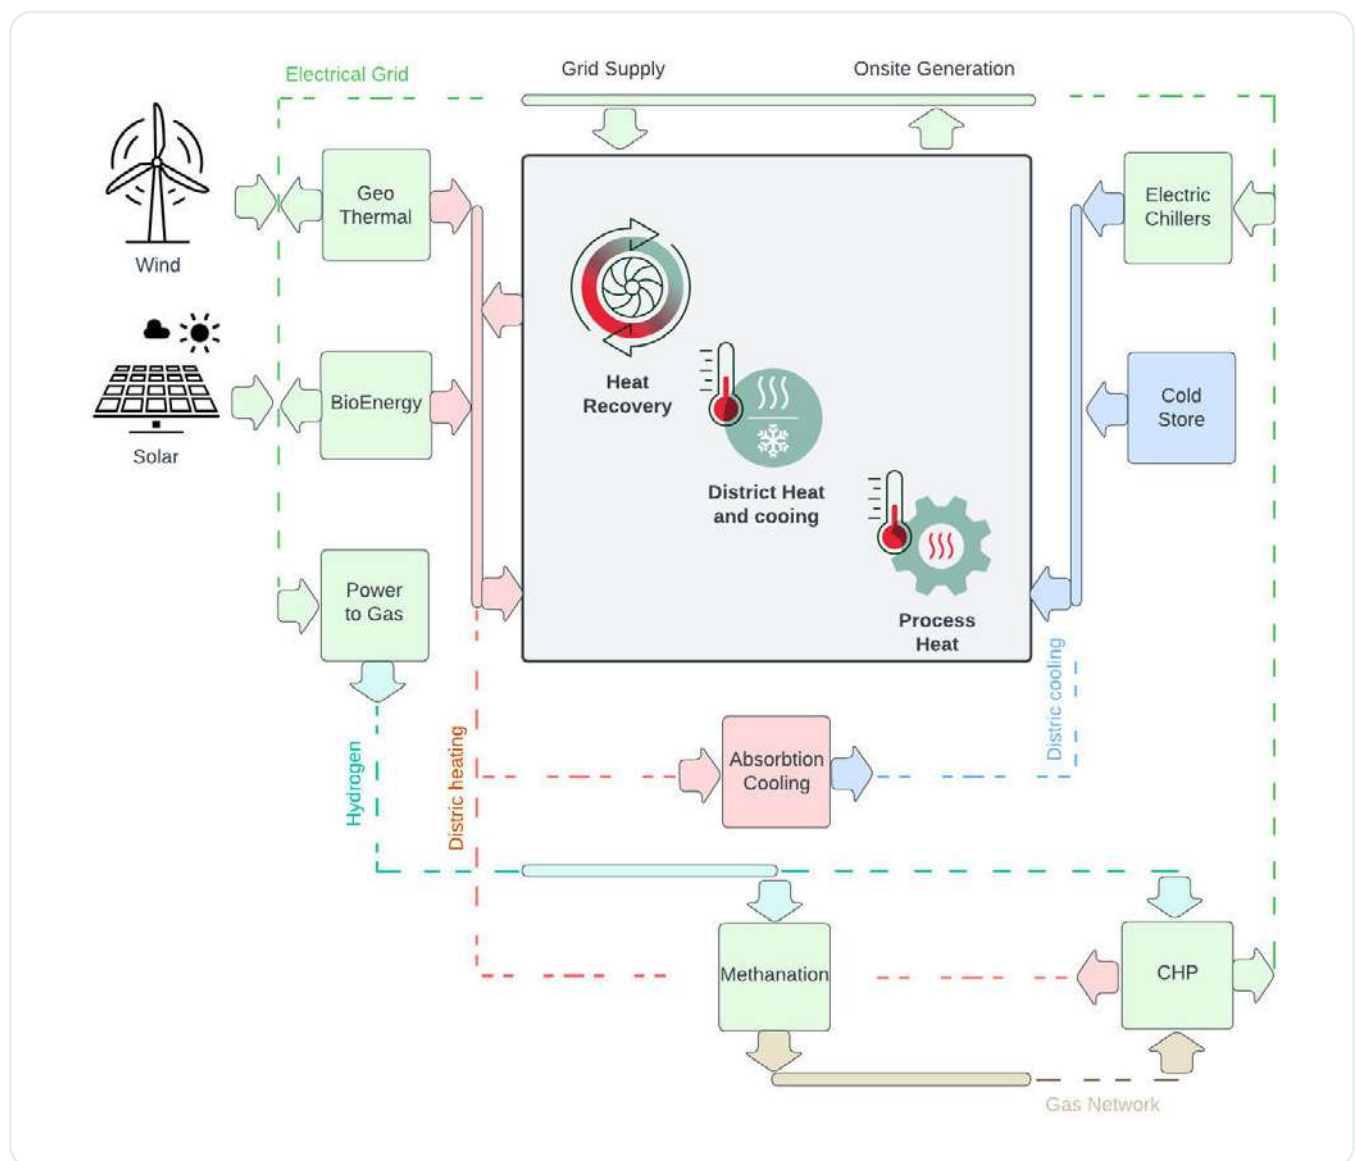 Electrical Grid
Grid Supply
Onsite Generation
Wind
Geo
Thermal
Electric
Chillers
Heat
Recovery
Solar
BioEnergy
Cold
Store
District Heat
and cooing
Power
to Gas
Process
Heat
Hydrogen
Distric heating
Absorbtion
Cooling
Distric cooling
Methanation
CHP
Gas Network